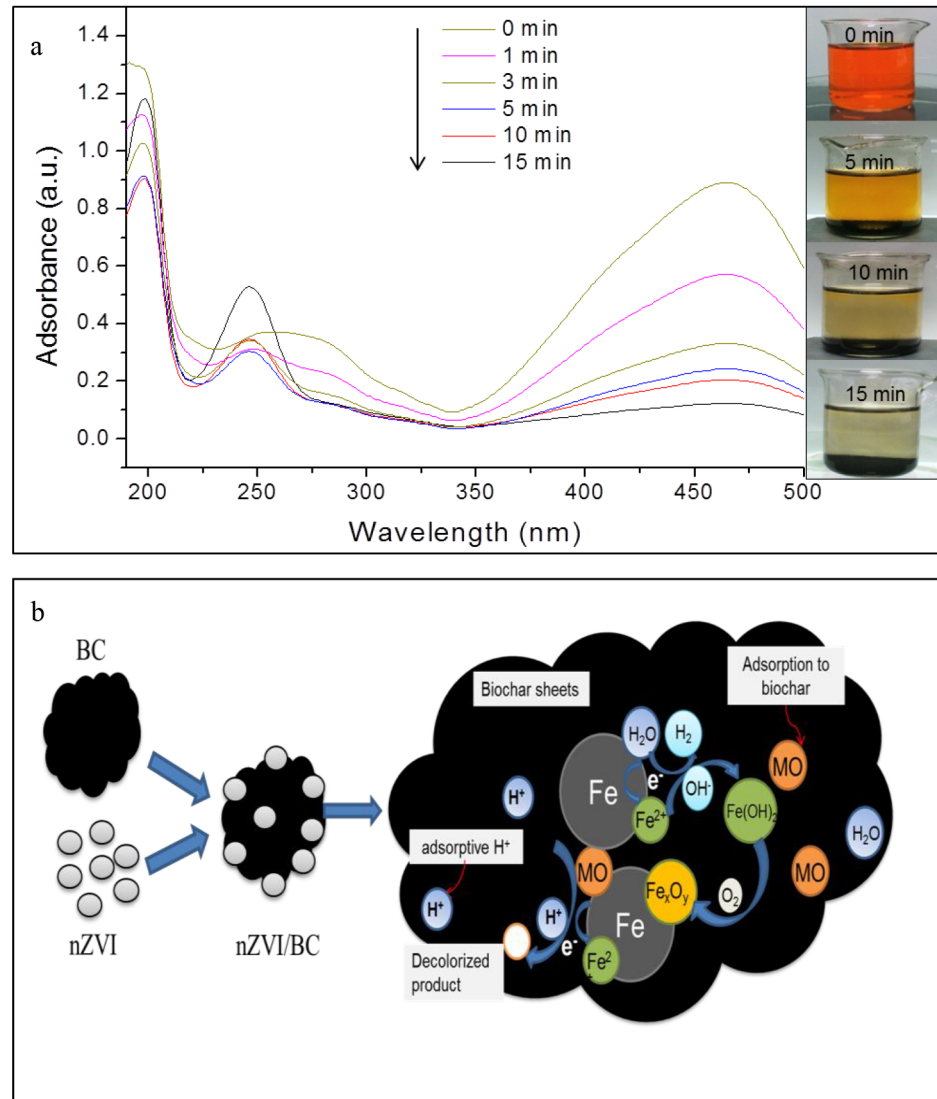 a
1.4
1.2
1.0
0.8
0.6
0.4
0.2
0.0
Adsorbance (a.u.)
200
250
300
350
400
450
500
Wavelength (nm)
0 min
1 min
3 min
5 min
10 min
15 min
0 min
5 min
10 min
15 min
b
BC
nZVI
nZVI/BC
Biochar sheets
Adsorption to
biochar
H₂O
H₂
e⁻
Fe
OH⁻
Fe²⁺
Fe(OH)₂
MO
H⁺
H₂O
adsorptive H⁺
MO
MO
FeₓOᵧ
O₂
H⁺
H⁺
Fe
e⁻
Fe²
+
Decolorized
product